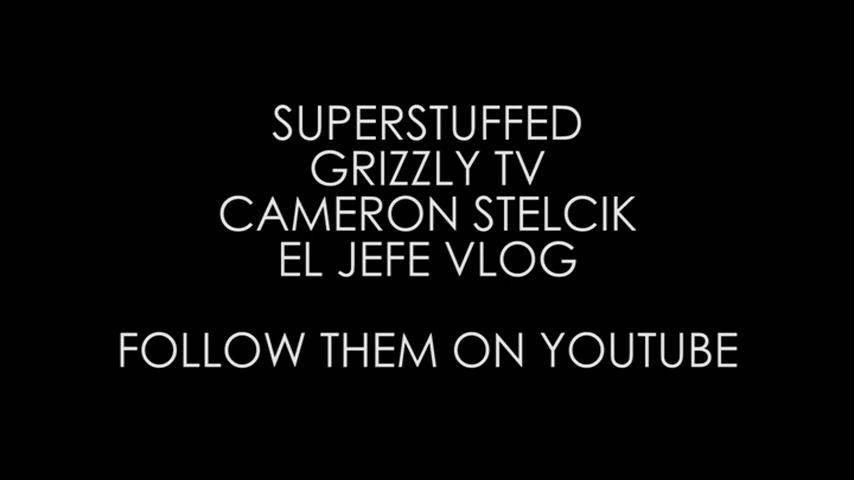 SUPERSTUFFED
GRIZZLY TV
CAMERON STELCIK
EL JEFE VLOG
FOLLOW THEM ON YOUTUBE